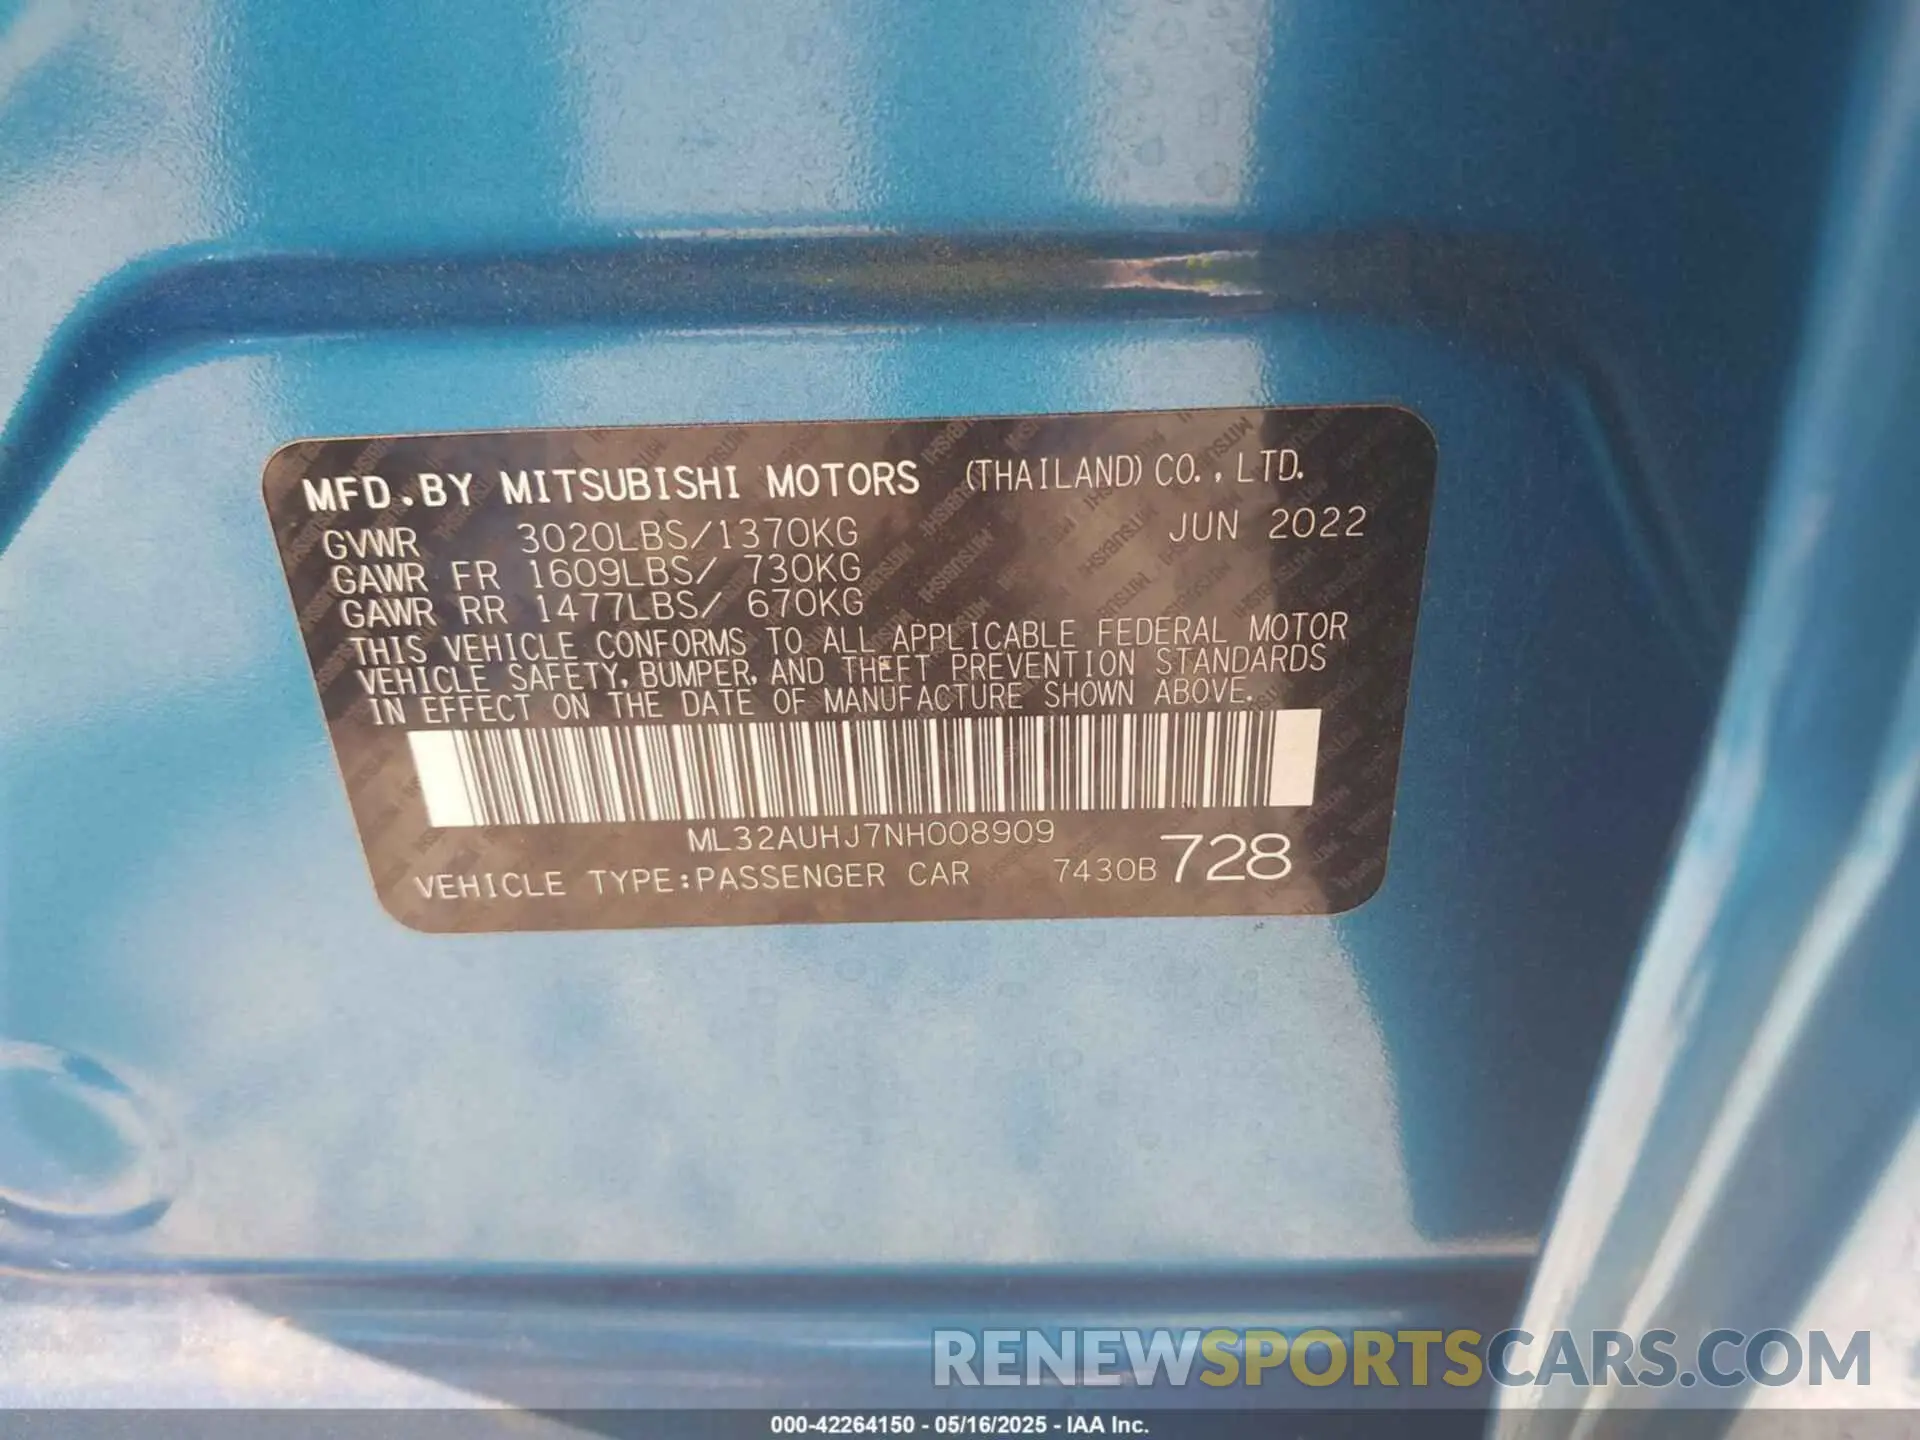 MFD.BY MITSUBISHI MOTORS (THAILAND) CO.,LTD.
GVWR 3020LBS/1370KG JUN 2022
GAWR FR 1609LBS/ 730KG
GAWR RR 1477LBS/ 670KG
THIS VEHICLE CONFORMS TO ALL APPLICABLE FEDERAL MOTOR
VEHICLE SAFETY, BUMPER, AND THEFT PREVENTION STANDARDS
IN EFFECT ON THE DATE OF MANUFACTURE SHOWN ABOVE.
ML32AUHJ7NH008909
VEHICLE TYPE:PASSENGER CAR 7430B 728
RENEWSPORTSCARS.COM
000-42264150 - 05/16/2025 - IAA Inc.